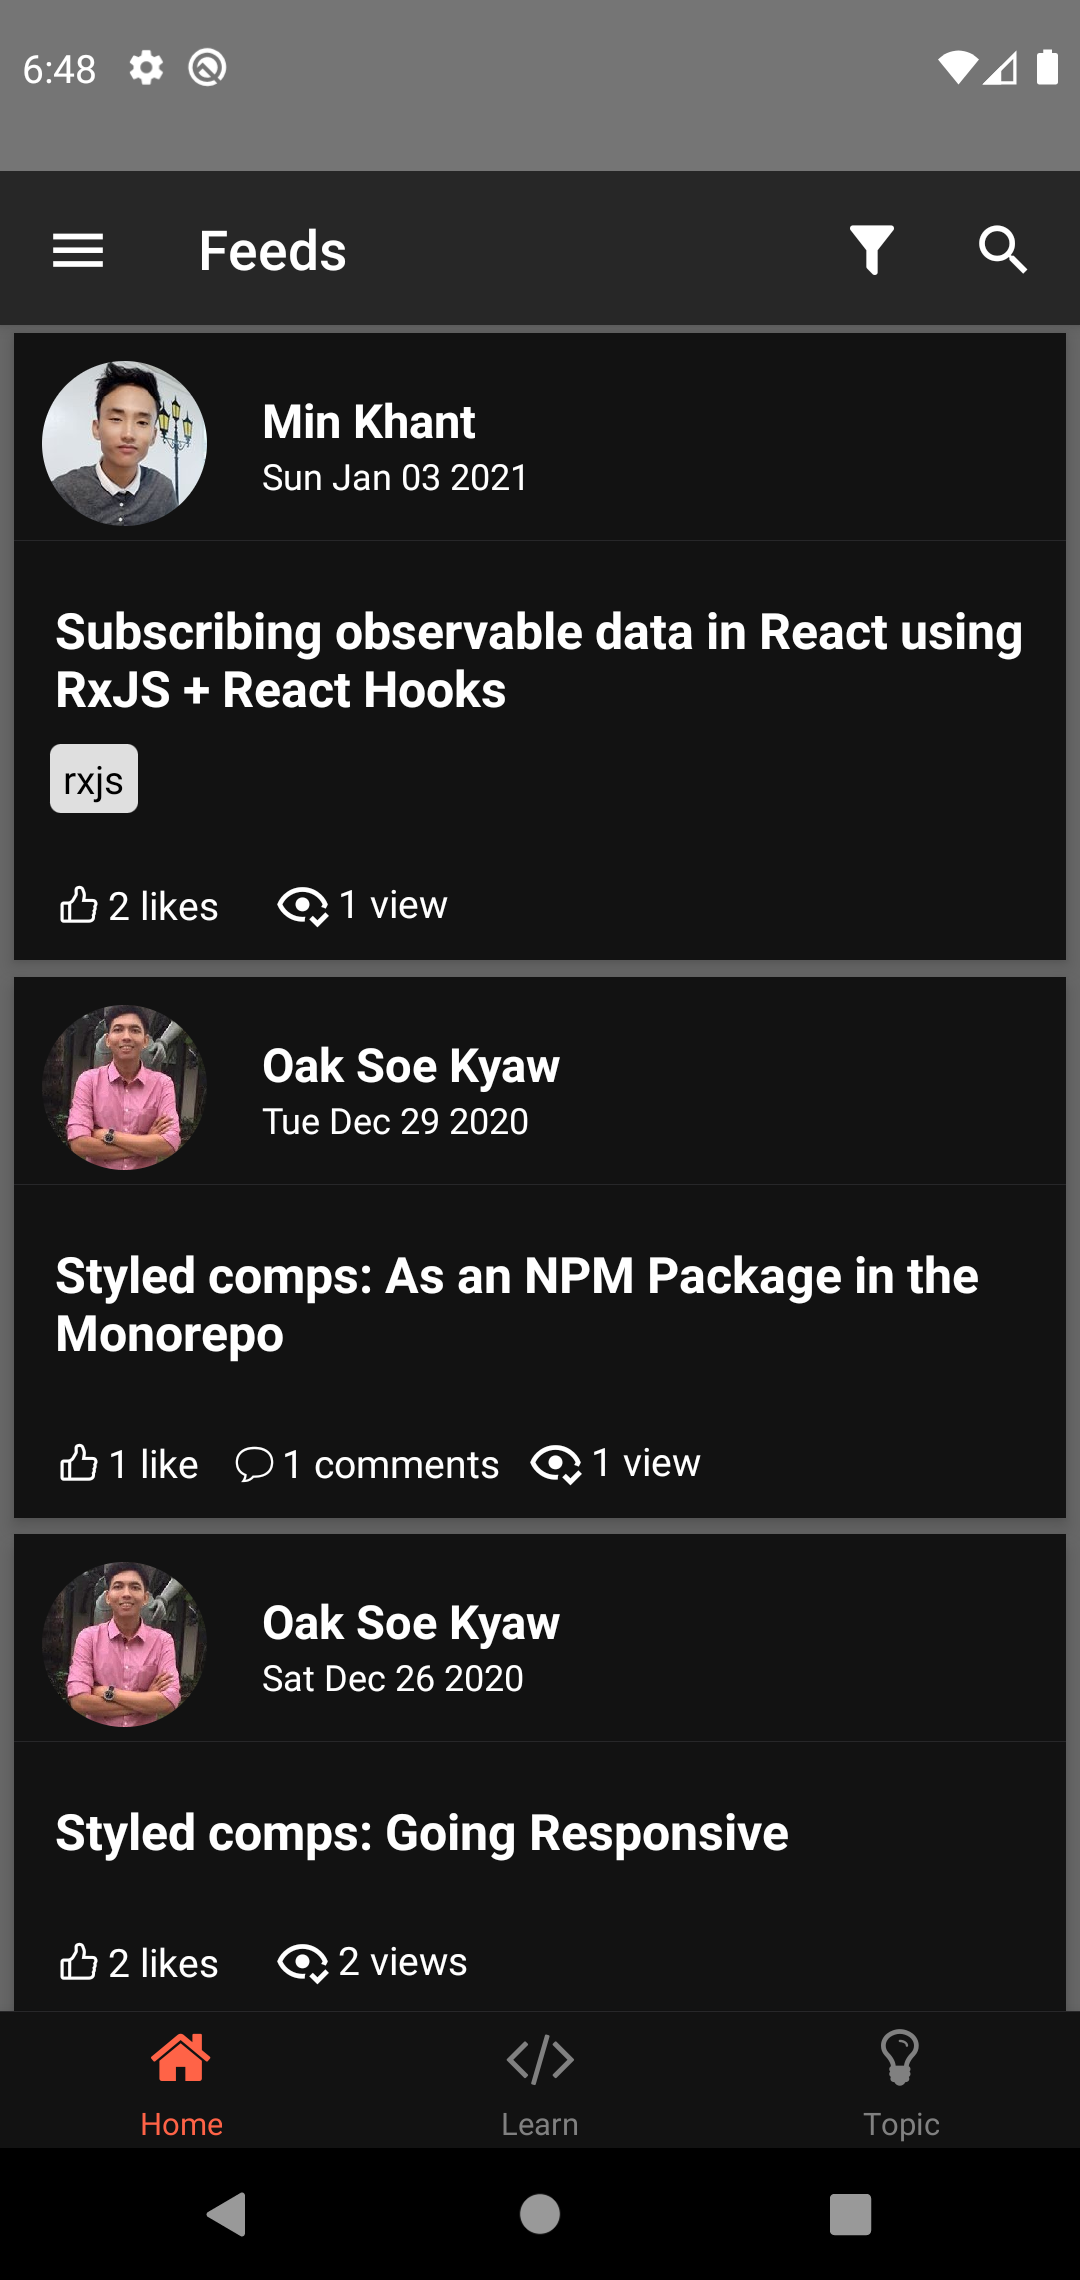 6:48
Feeds
Min Khant
Sun Jan 03 2021
Subscribing observable data in React using
RxJS + React Hooks
rxjs
2 likes 1 view
Oak Soe Kyaw
Tue Dec 29 2020
Styled comps: As an NPM Package in the
Monorepo
1 like 1 comments 1 view
Oak Soe Kyaw
Sat Dec 26 2020
Styled comps: Going Responsive
2 likes 2 views
Home Learn Topic